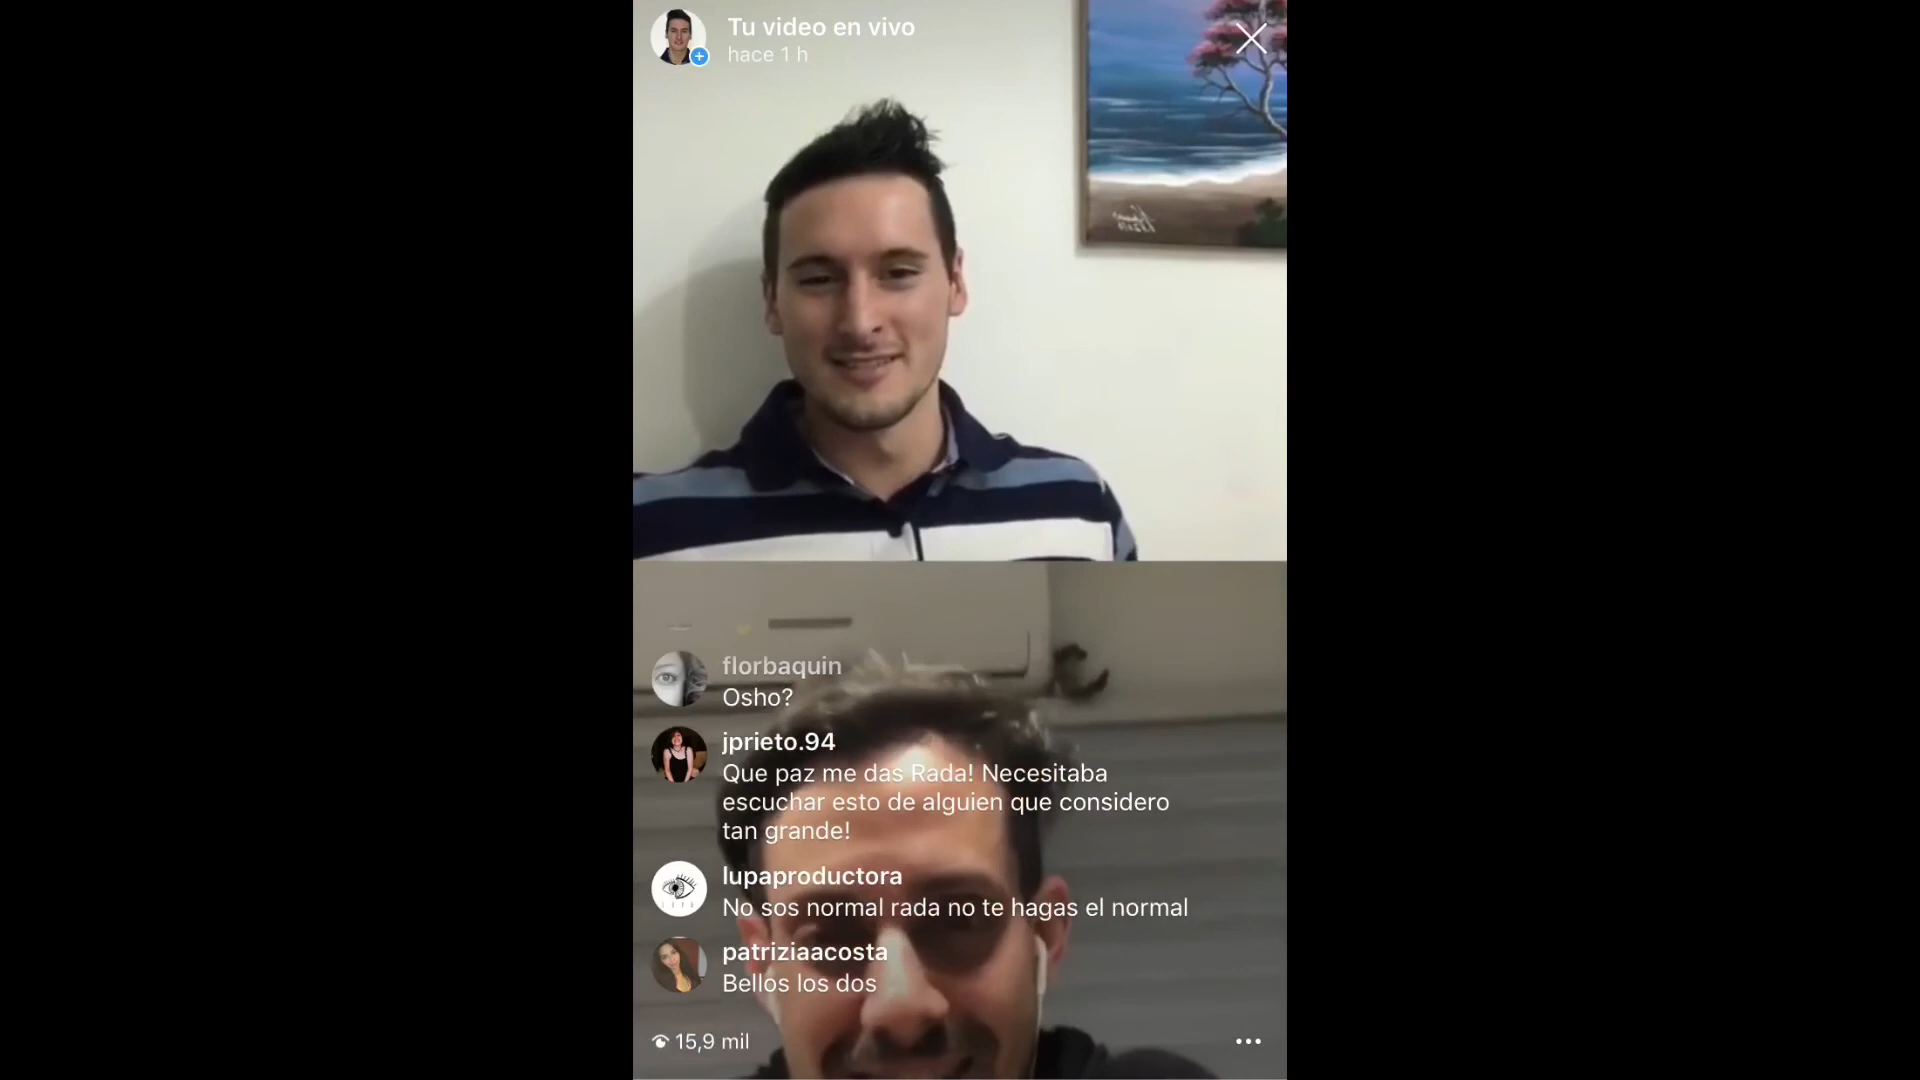 Tu video en vivo
hace 1 h
florbaquin
Osho?
jprieto.94
Que paz me das Rada! Necesitaba
escuchar esto de alguien que considero
tan grande!
lupaproductora
No sos normal rada no te hagas el normal
patriziaacosta
Bellos los dos
15,9 mil